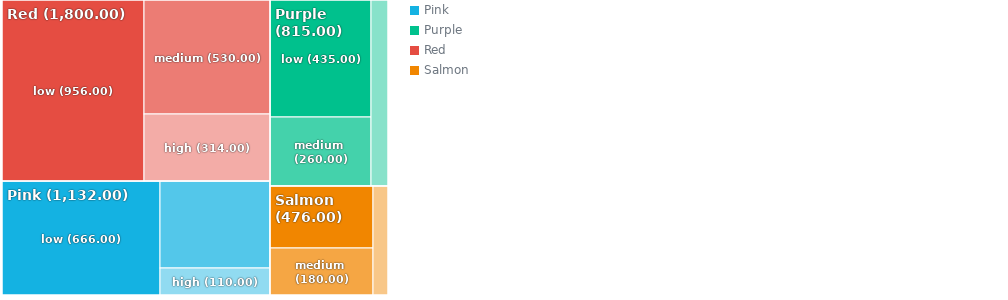 Red (1,800.00)
low (956.00)
medium (530.00)
high (314.00)
Purple
(815.00)
low (435.00)
medium
(260.00)
Pink (1,132.00)
low (666.00)
high (110.00)
Salmon
(476.00)
medium
(180.00)
Pink
Purple
Red
Salmon